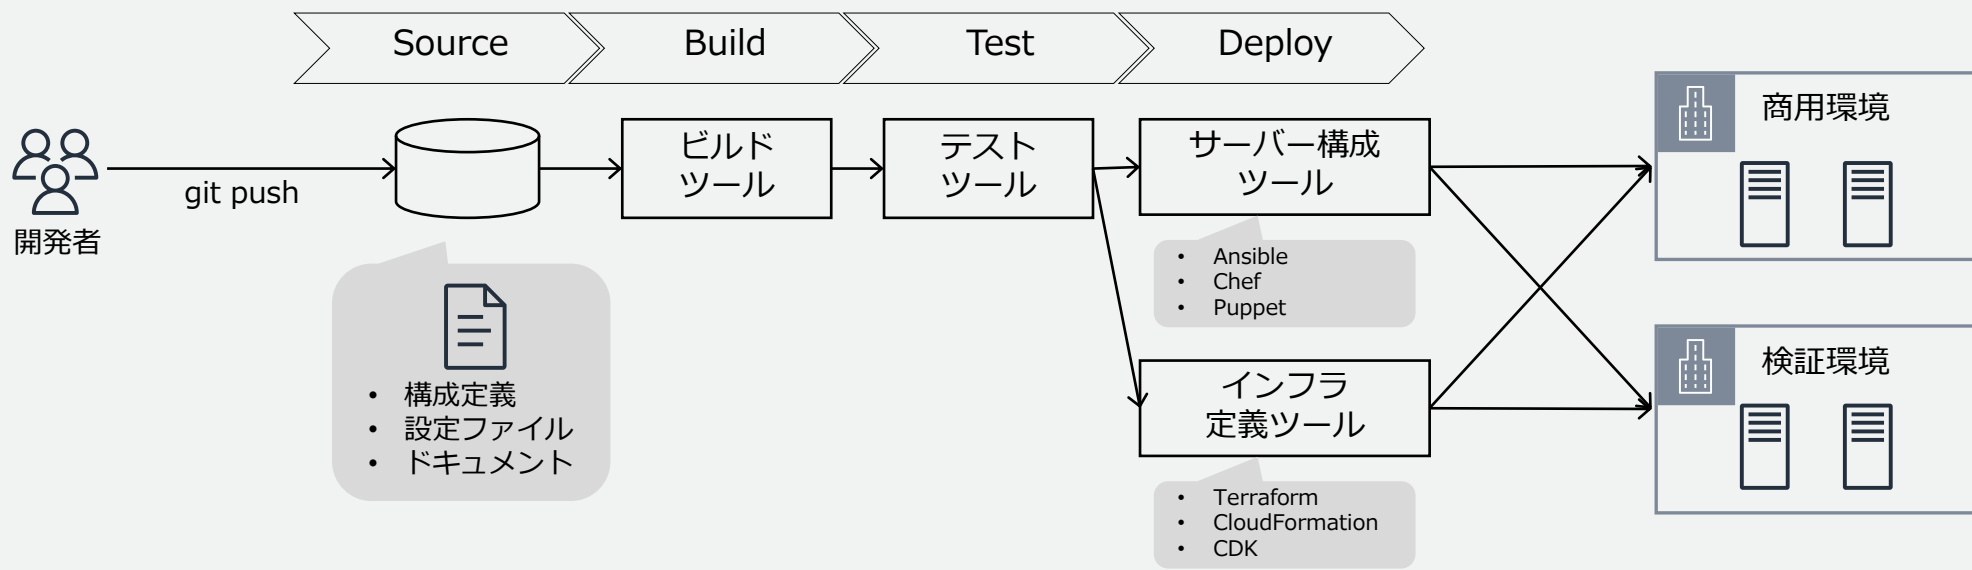 Source
Build
Test
Deploy
開発者
git push
ビルド
ツール
テスト
ツール
サーバー構成
ツール
• Ansible
• Chef
• Puppet
• 構成定義
• 設定ファイル
• ドキュメント
インフラ
定義ツール
• Terraform
• CloudFormation
• CDK
商用環境
検証環境